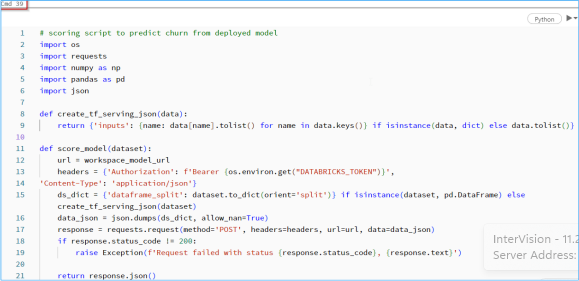 Cmd 39
Python
1 # scoring script to predict churn from deployed model
2 import os
3 import requests
4 import numpy as np
5 import pandas as pd
6 import json
7
8 def create_tf_serving_json(data):
9 return {'inputs': {name: data[name].tolist() for name in data.keys()} if isinstance(data, dict) else data.tolist()}
10
11 def score_model(dataset):
12 url = workspace_model_url
13 headers = {'Authorization': f'Bearer {os.environ.get("DATABRICKS_TOKEN")}',
14 'Content-Type': 'application/json'}
15 ds_dict = {'dataframe_split': dataset.to_dict(orient='split')} if isinstance(dataset, pd.DataFrame) else
create_tf_serving_json(dataset)
16 data_json = json.dumps(ds_dict, allow_nan=True)
17 response = requests.request(method='POST', headers=headers, url=url, data=data_json)
18 if response.status_code != 200:
19 raise Exception(f'Request failed with status {response.status_code}, {response.text}')
20
21 return response.json()
InterVision - 11.2
Server Address: